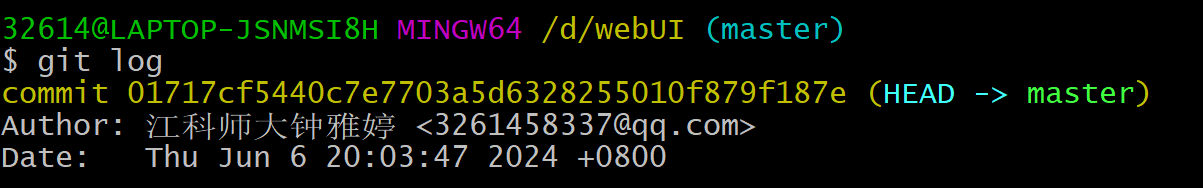 32614@LAPTOP-JSNMSI8H MINGW64 /d/webUI (master)
$ git log
commit 01717cf5440c7e7703a5d6328255010f879f187e (HEAD -> master)
Author: 江科师大钟雅婷 <3261458337@qq.com>
Date:   Thu Jun 6 20:03:47 2024 +0800